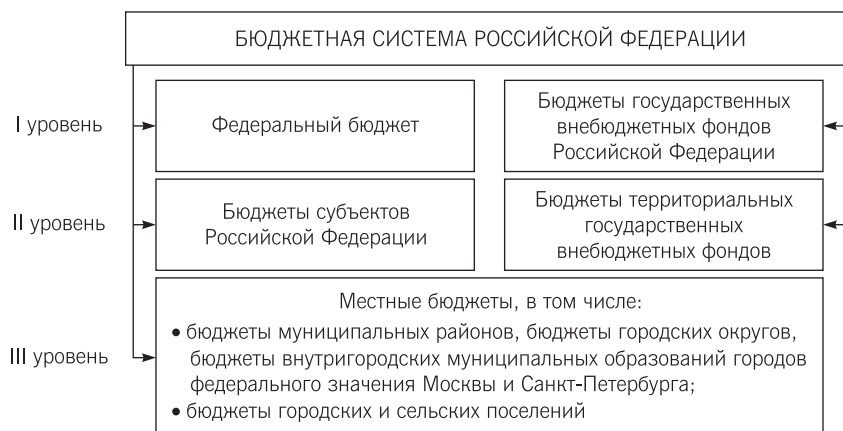 БЮДЖЕТНАЯ СИСТЕМА РОССИЙСКОЙ ФЕДЕРАЦИИ
I уровень
Федеральный бюджет
Бюджеты государственных
внебюджетных фондов
Российской Федерации
II уровень
Бюджеты субъектов
Российской Федерации
Бюджеты территориальных
государственных
внебюджетных фондов
III уровень
Местные бюджеты, в том числе:
• бюджеты муниципальных районов, бюджеты городских округов,
бюджеты внутригородских муниципальных образований городов
федерального значения Москвы и Санкт-Петербурга;
• бюджеты городских и сельских поселений